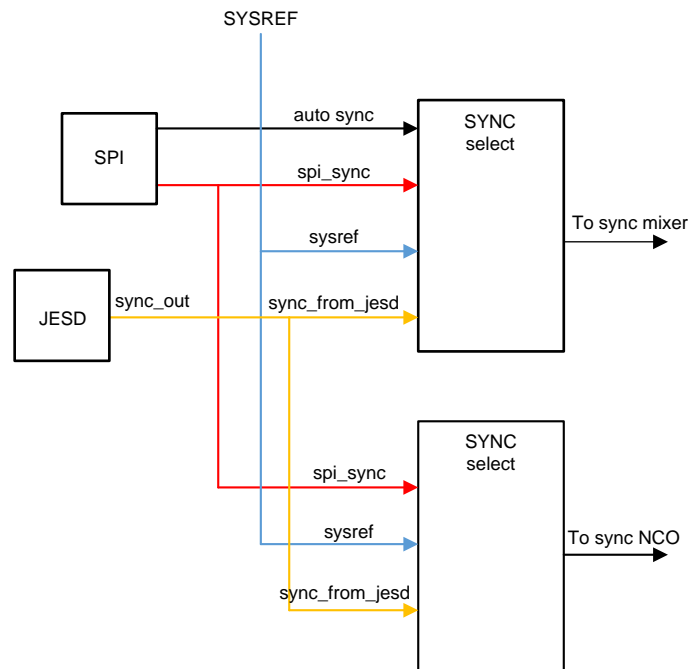 SYSREF
auto sync
SYNC
select
SPI
spi_sync
To sync mixer
sysref
sync_out
sync_from_jesd
JESD
SYNC
select
spi_sync
sysref
To sync NCO
sync_from_jesd